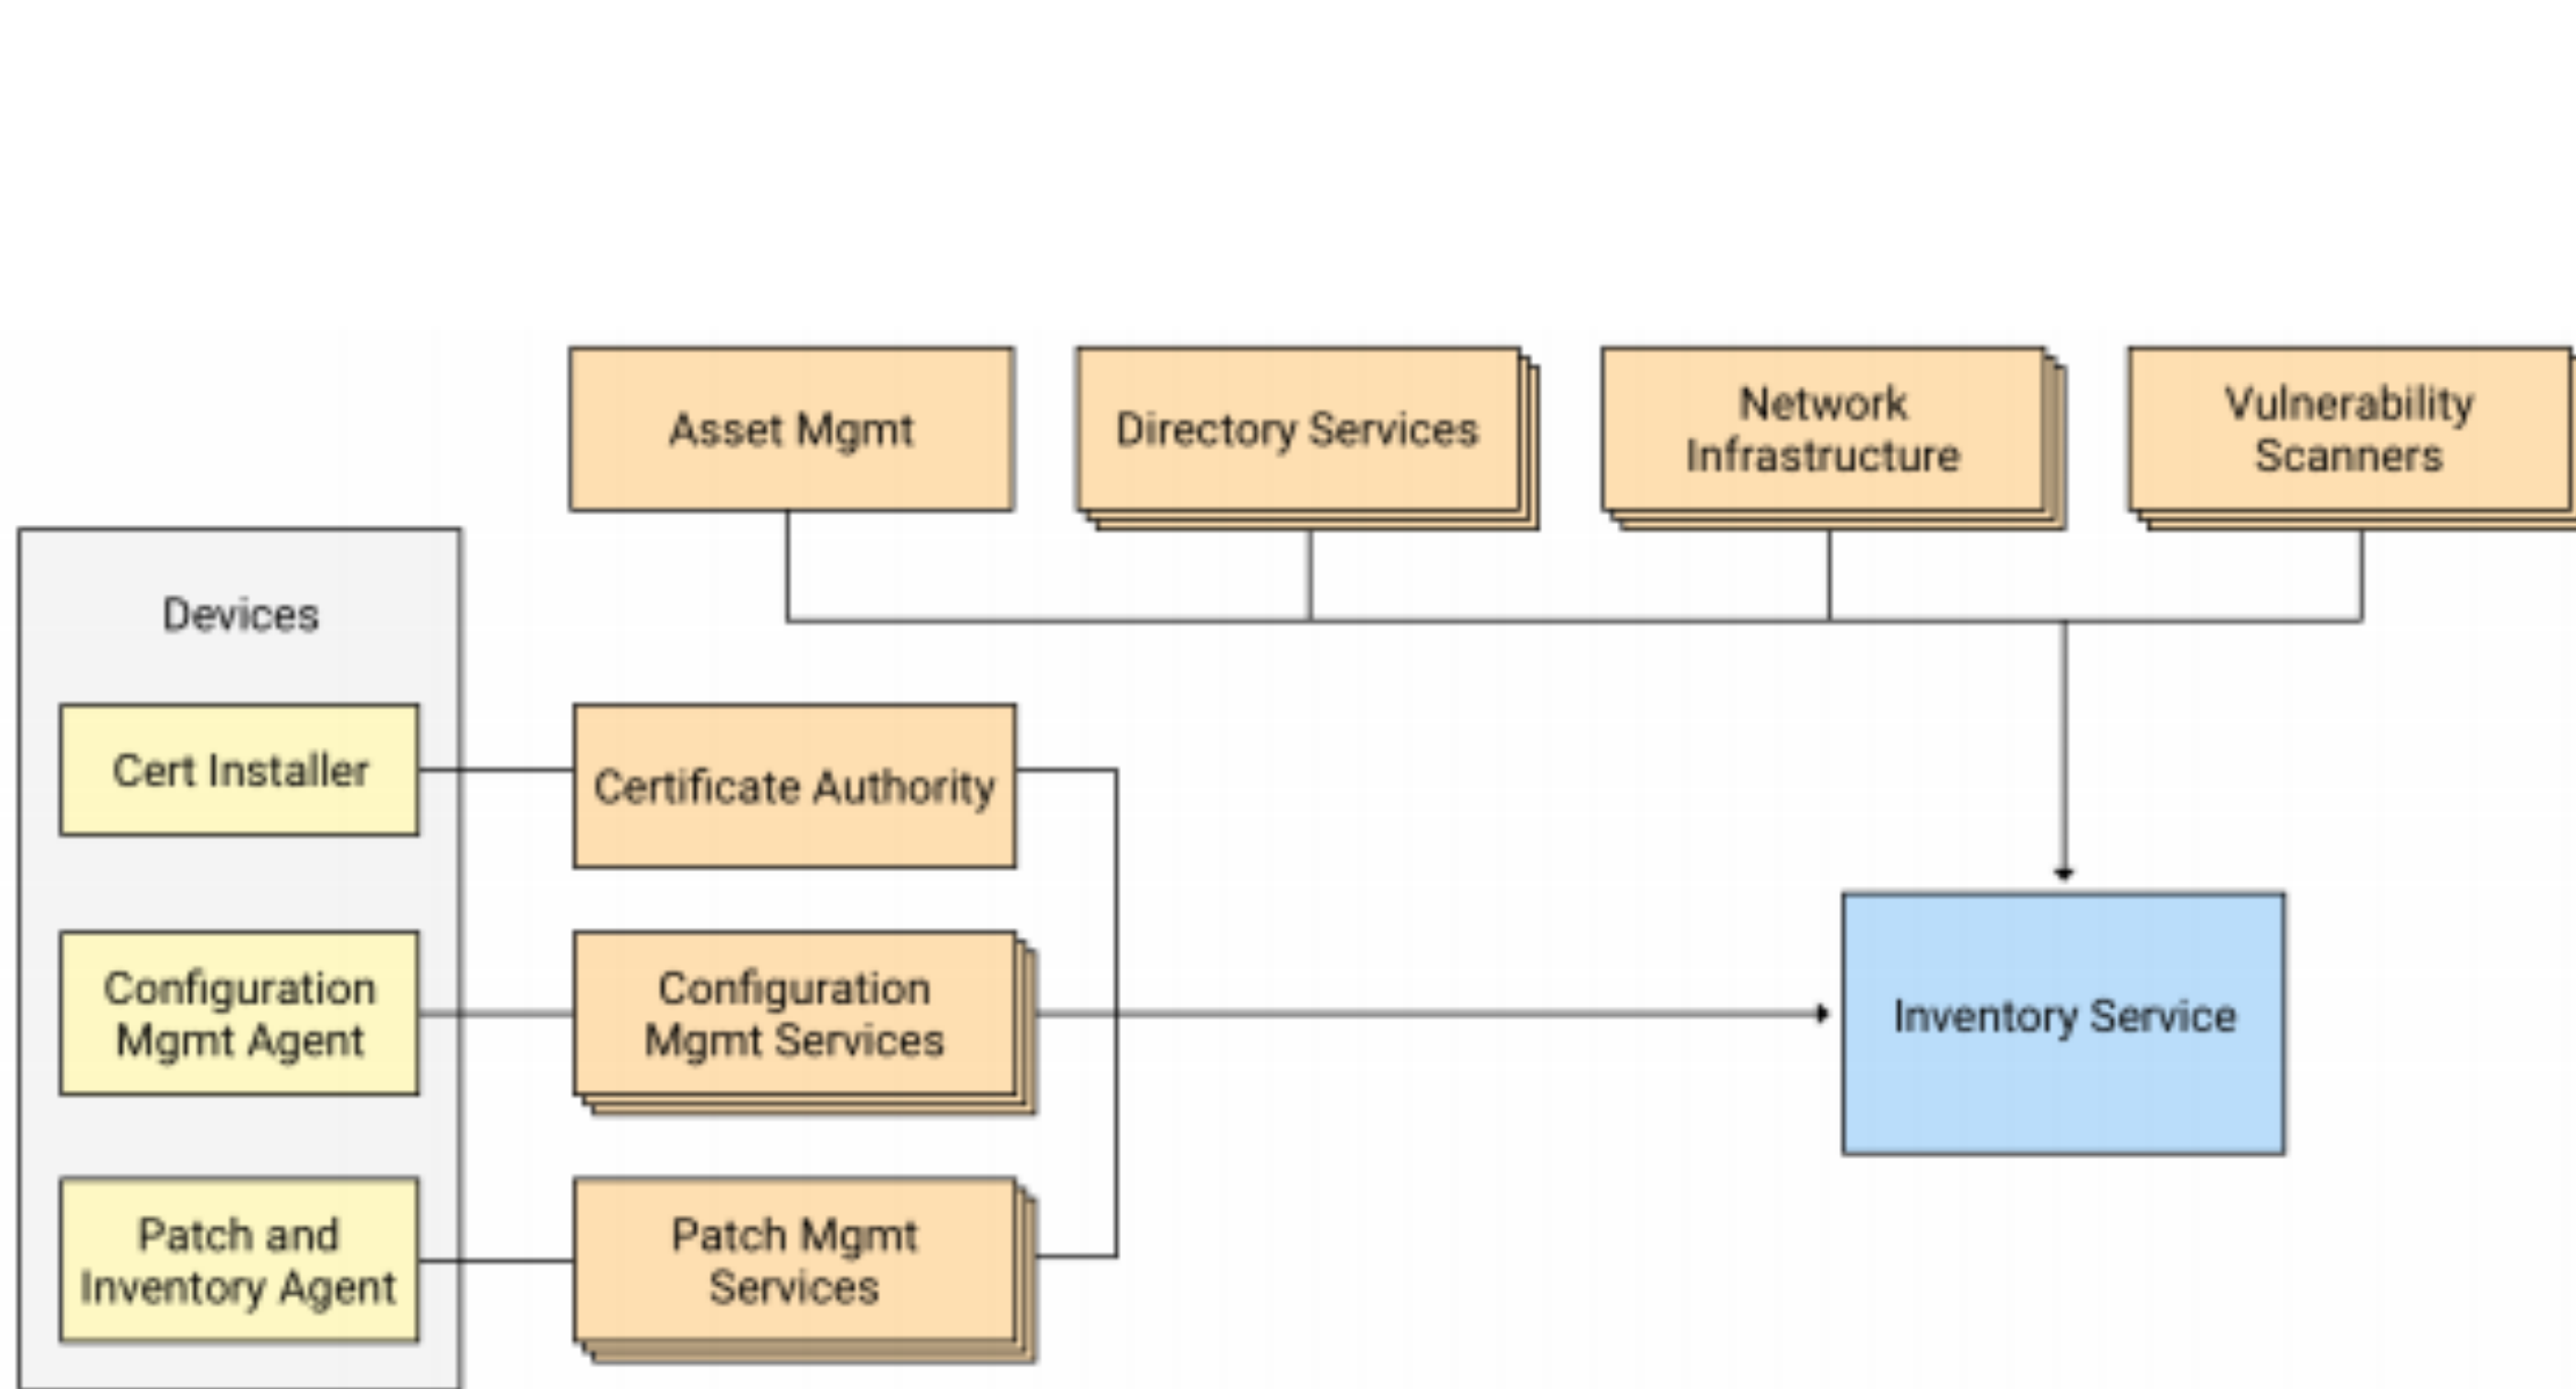 Asset Mgmt
Directory Services
Network
Infrastructure
Vulnerability
Scanners
Devices
Cert Installer
Certificate Authority
Configuration
Mgmt Agent
Configuration
Mgmt Services
Inventory Service
Patch and
Inventory Agent
Patch Mgmt
Services